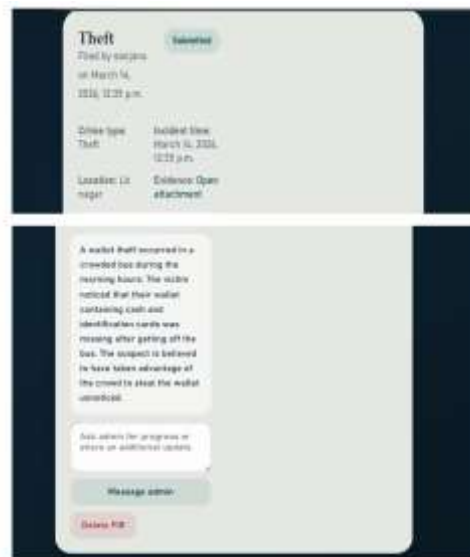 Theft
Submitted
Filed by sanjana
on March 14,
2026, 12:35 p.m.
Crime type:
Theft
Incident time:
March 14, 2026,
12:35 p.m.
Location:
nagar
Evidence: Open
attachment
A wallet theft occurred in a
crowded bus during the
morning hours. The victim
noticed that their wallet
containing cash and
identification cards was
missing after getting off the
bus. The suspect is believed
to have taken advantage of
the crowd to steal the wallet
unnoticed.
Ask admin for progress or
share an additional update.
Message admin
Delete FIR